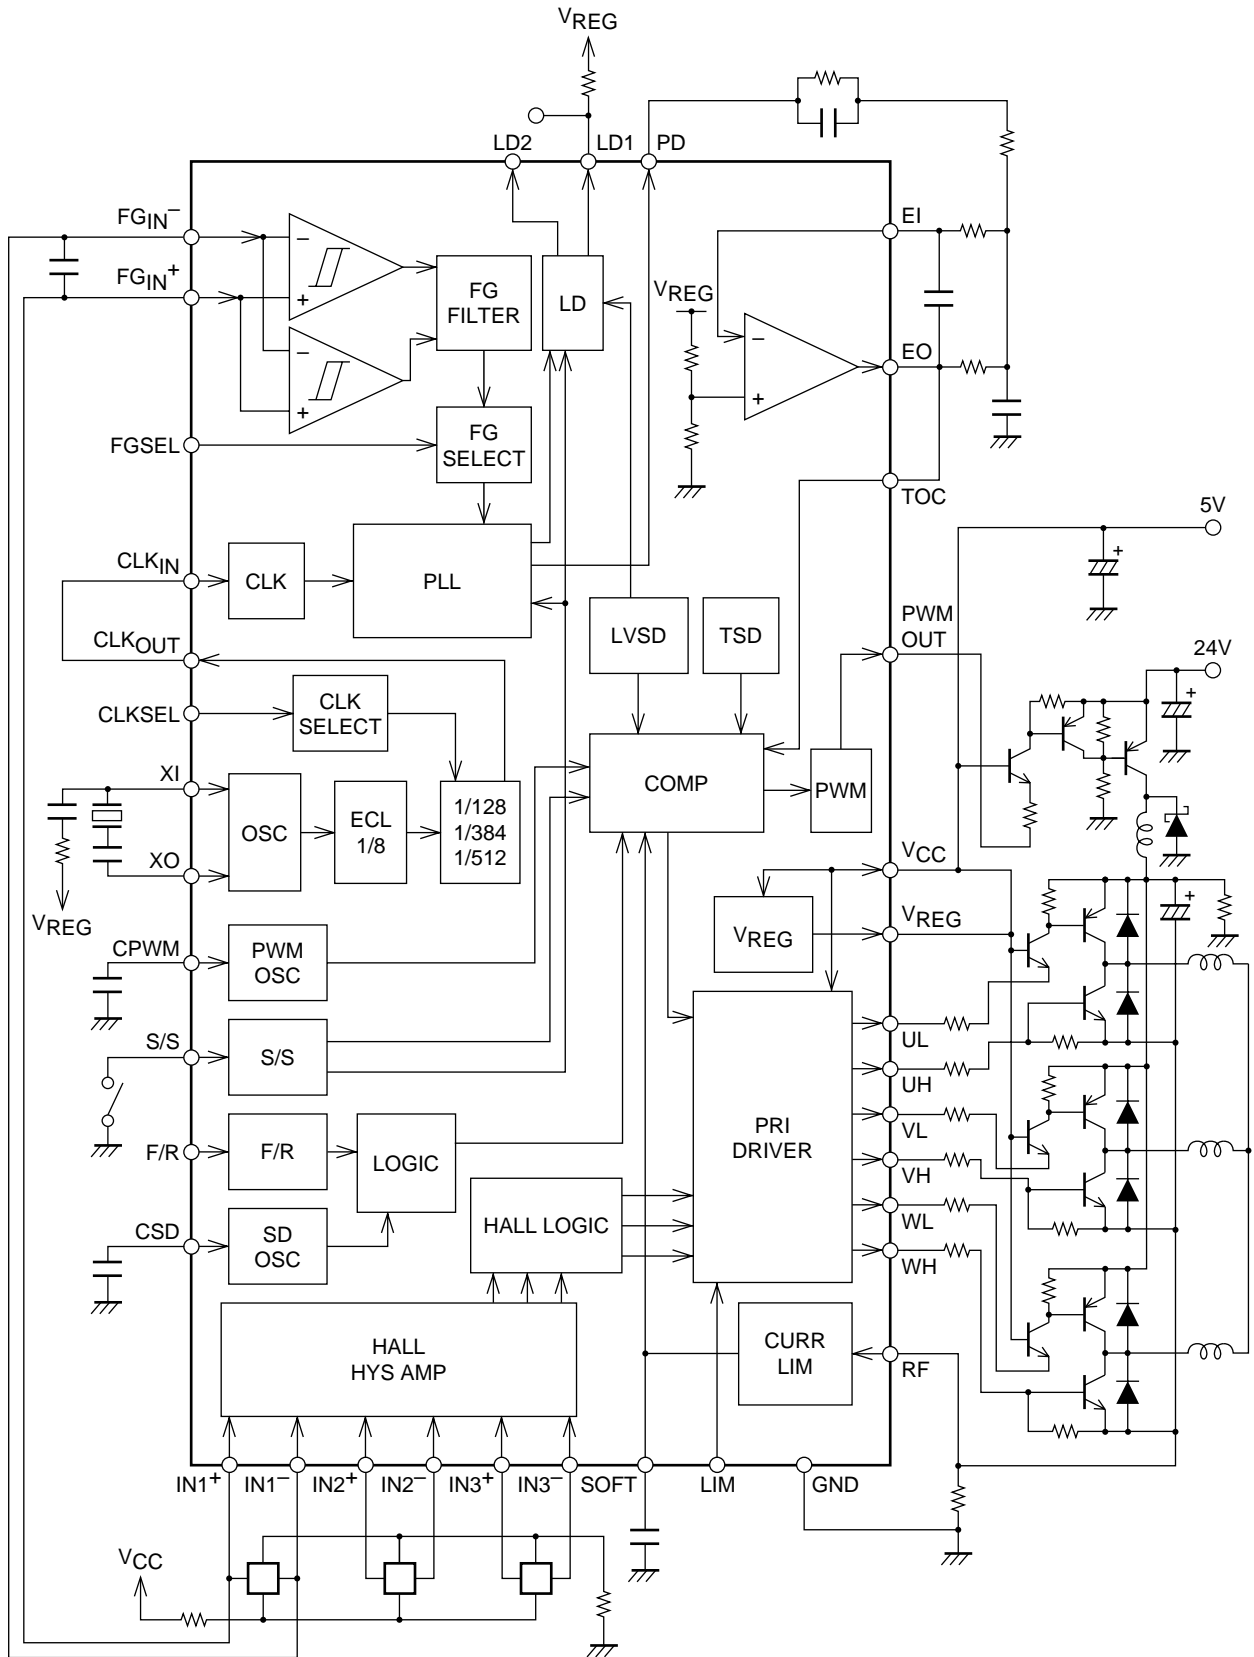 VREG
LD2
LD1
PD
FGIN−
−
+
FGIN+
FG
FILTER
LD
VREG
−
+
EI
EO
−
+
FGSEL
FG
SELECT
TOC
5V
+
CLKIN
CLK
PLL
LVSD
TSD
PWM
OUT
CLKOUT
24V
+
CLKSEL
CLK
SELECT
COMP
PWM
XI
OSC
ECL
1/8
1/128
1/384
1/512
XO
VREG
VCC
+
VREG
VREG
CPWM
PWM
OSC
S/S
S/S
UL
UH
PRI
DRIVER
VL
VH
WL
WH
F/R
F/R
LOGIC
HALL LOGIC
CSD
SD
OSC
HALL
HYS AMP
CURR
LIM
RF
IN1+
IN1−
IN2+
IN2−
IN3+
IN3−
SOFT
LIM
GND
VCC